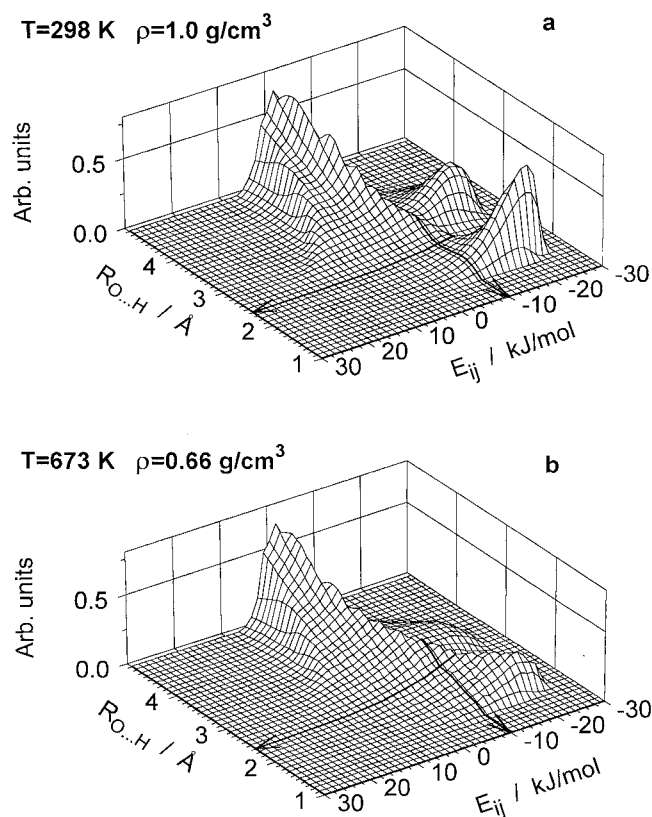 T=298 K ρ=1.0 g/cm³
a
Arb. units
0.5
0.0
4
3
2
1
R_O...H / Å
30
20
10
0
-10
-20
-30
E_ij / kJ/mol
T=673 K ρ=0.66 g/cm³
b
Arb. units
0.5
0.0
4
3
2
1
R_O...H / Å
30
20
10
0
-10
-20
-30
E_ij / kJ/mol